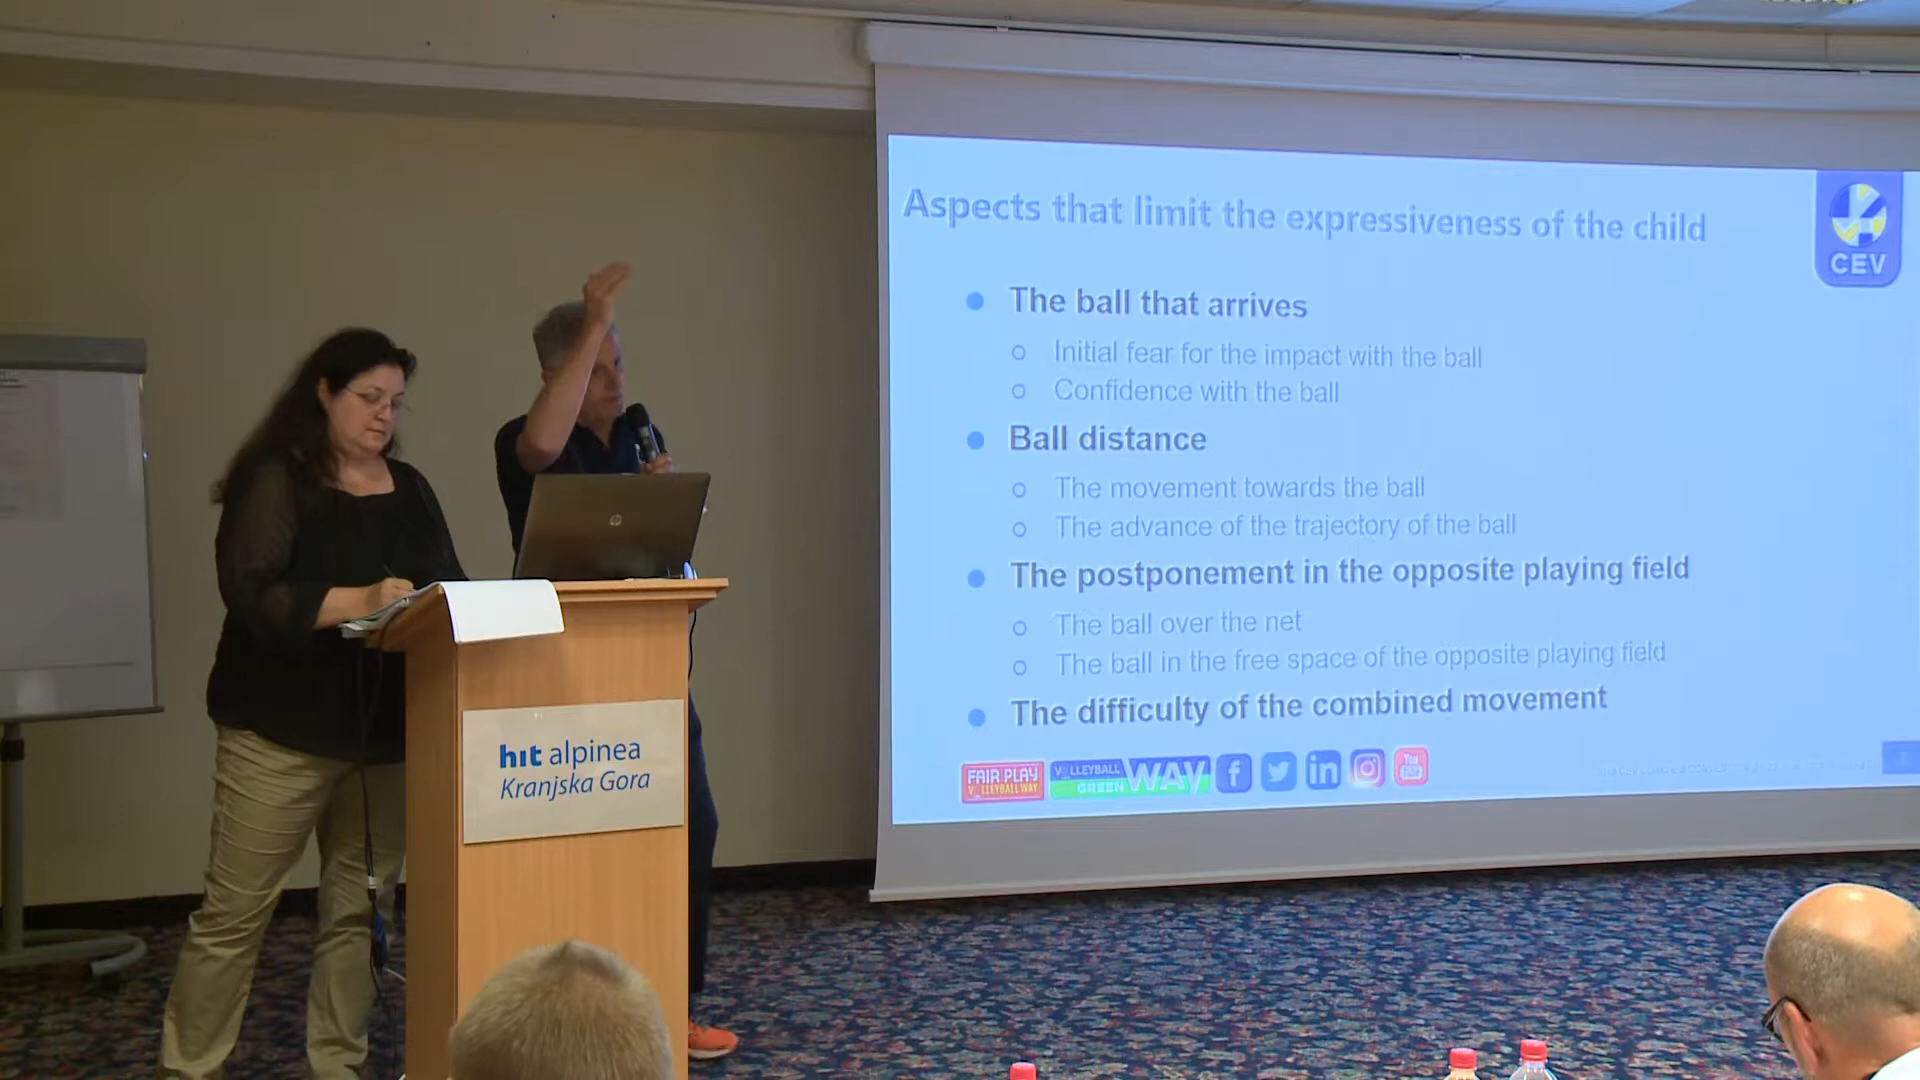 Aspects that limit the expressiveness of the child
CEV
The ball that arrives
Initial fear for the impact with the ball
Confidence with the ball
Ball distance
The movement towards the ball
The advance of the trajectory of the ball
The postponement in the opposite playing field
The ball over the net
The ball in the free space of the opposite playing field
The difficulty of the combined movement
FAIR PLAY
VOLLEYBALL WAY
VOLLEYBALL
GREEN WAY
You
Tube
hp
hit alpinea
Kranjska Gora